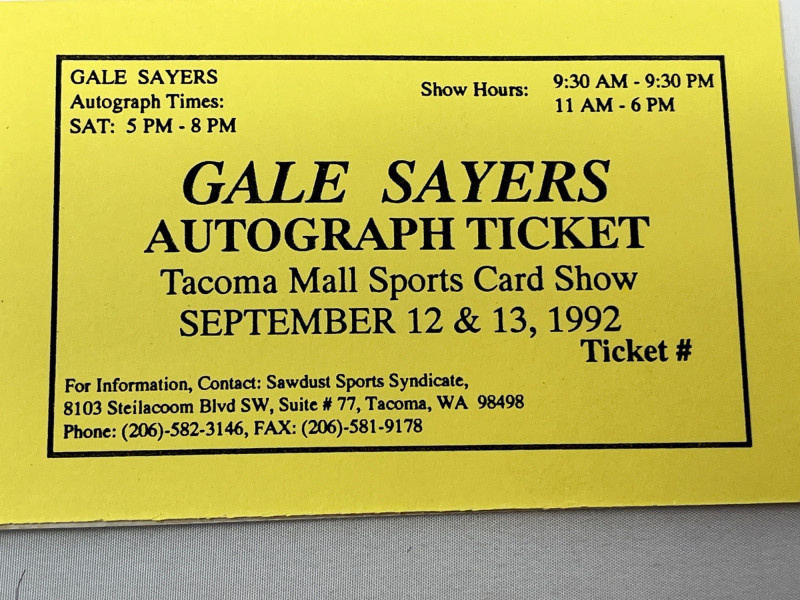 GALE SAYERS
Autograph Times:
SAT: 5 PM - 8 PM
Show Hours: 9:30 AM - 9:30 PM
11 AM - 6 PM
GALE SAYERS
AUTOGRAPH TICKET
Tacoma Mall Sports Card Show
SEPTEMBER 12 & 13, 1992
Ticket #
For Information, Contact: Sawdust Sports Syndicate,
8103 Steilacoom Blvd SW, Suite # 77, Tacoma, WA 98498
Phone: (206)-582-3146, FAX: (206)-581-9178